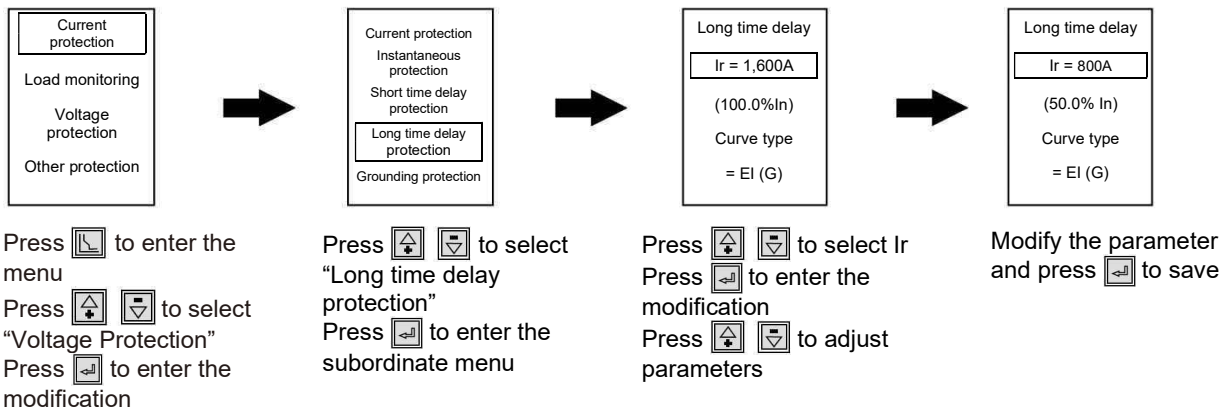 Current
protection
Load monitoring
Voltage
protection
Other protection
Current protection
Instantaneous
protection
Short time delay
protection
Long time delay
protection
Grounding protection
Long time delay
Ir = 1,600A
(100.0%In)
Curve type
= EI (G)
Long time delay
Ir = 800A
(50.0% In)
Curve type
= EI (G)
Press to enter the
menu
Press to select
“Voltage Protection”
Press to enter the
modification
Press to select
“Long time delay
protection”
Press to enter the
subordinate menu
Press to select Ir
Press to enter the
modification
Press to adjust
parameters
Modify the parameter
and press to save